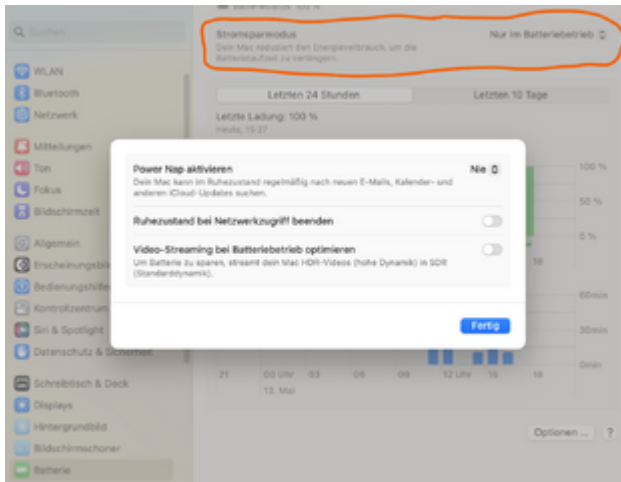 Batteriestatus: 100 %
Suchen
Stromsparmodus
Nur im Batteriebetrieb
Dein Mac reduziert den Energieverbrauch, um die
Batterielaufzeit zu verlängern.
WLAN
Bluetooth
Netzwerk
Mitteilungen
Ton
Fokus
Bildschirmzeit
Allgemein
Bedienungshilfen
Kontrollzentrum
Siri & Spotlight
Datenschutz & Sicherheit
Schreibtisch & Dock
Displays
Hintergrundbild
Bildschirmschoner
Batterie
Letzten 24 Stunden
Letzten 10 Tage
Letzte Ladung: 100 %
Heute, 15:27
Power Nap aktivieren
Nie
Dein Mac kann im Ruhezustand regelmäßig nach neuen E-Mails, Kalender- und
anderen iCloud-Updates suchen.
Ruhezustand bei Netzwerkzugriff beenden
Video-Streaming bei Batteriebetrieb optimieren
Um Batterie zu sparen, streamt dein Mac HDR-Videos (hohe Dynamik) in SDR
(Standarddynamik).
Fertig
100 %
50 %
0 %
18
60min
30min
0min
21 00 Uhr 03 06 09 12 Uhr 15 18
13. Mai
Optionen ...
?